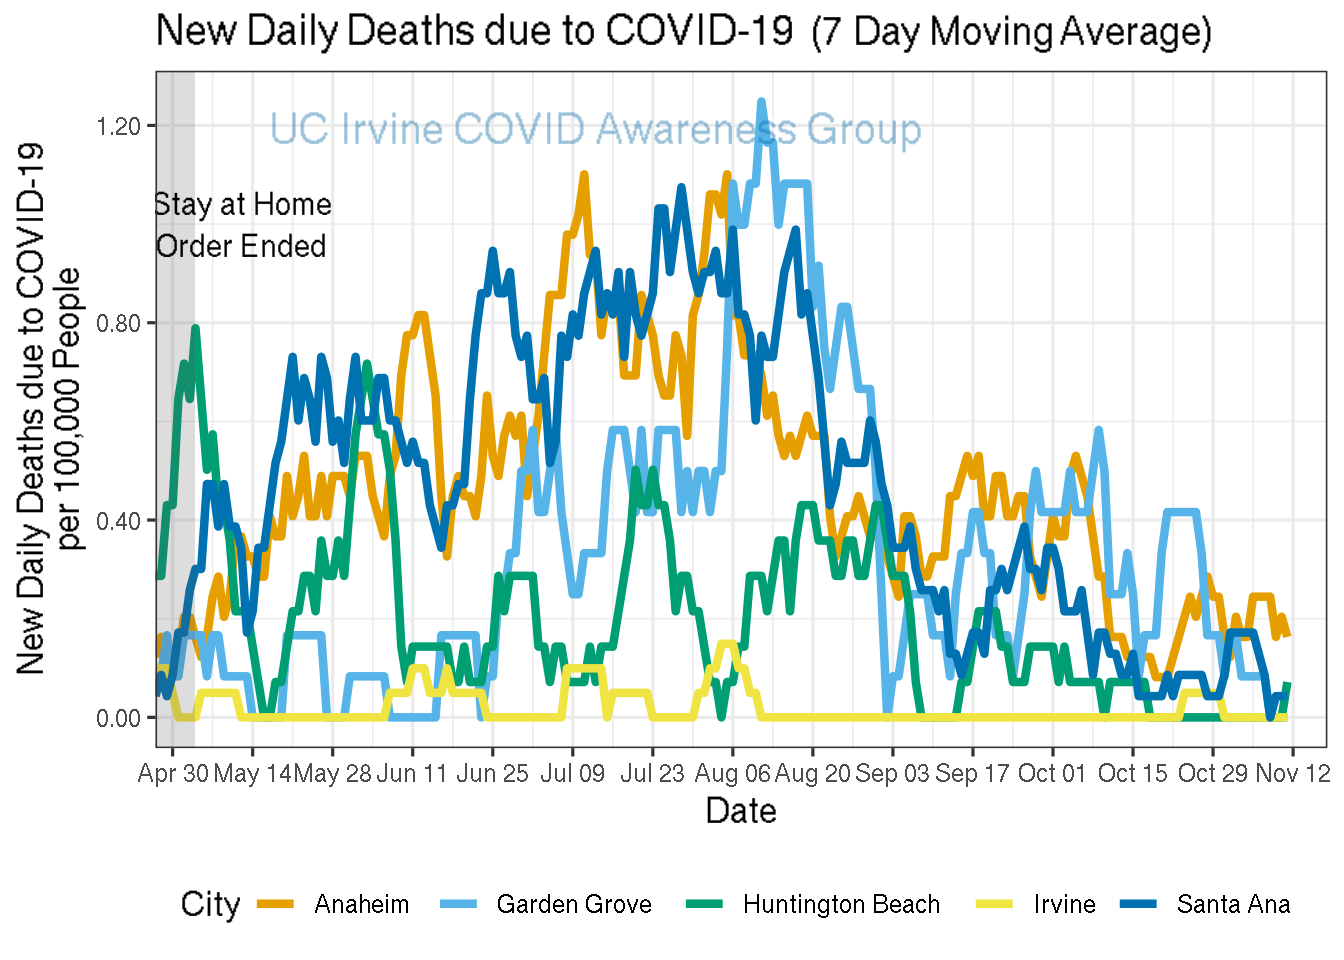 New Daily Deaths due to COVID-19 (7 Day Moving Average)
UC Irvine COVID Awareness Group
Stay at Home
Order Ended
New Daily Deaths due to COVID-19
per 100,000 People
1.20
0.80
0.40
0.00
Apr 30 May 14 May 28 Jun 11 Jun 25 Jul 09 Jul 23 Aug 06 Aug 20 Sep 03 Sep 17 Oct 01 Oct 15 Oct 29 Nov 12
Date
City Anaheim Garden Grove Huntington Beach Irvine Santa Ana